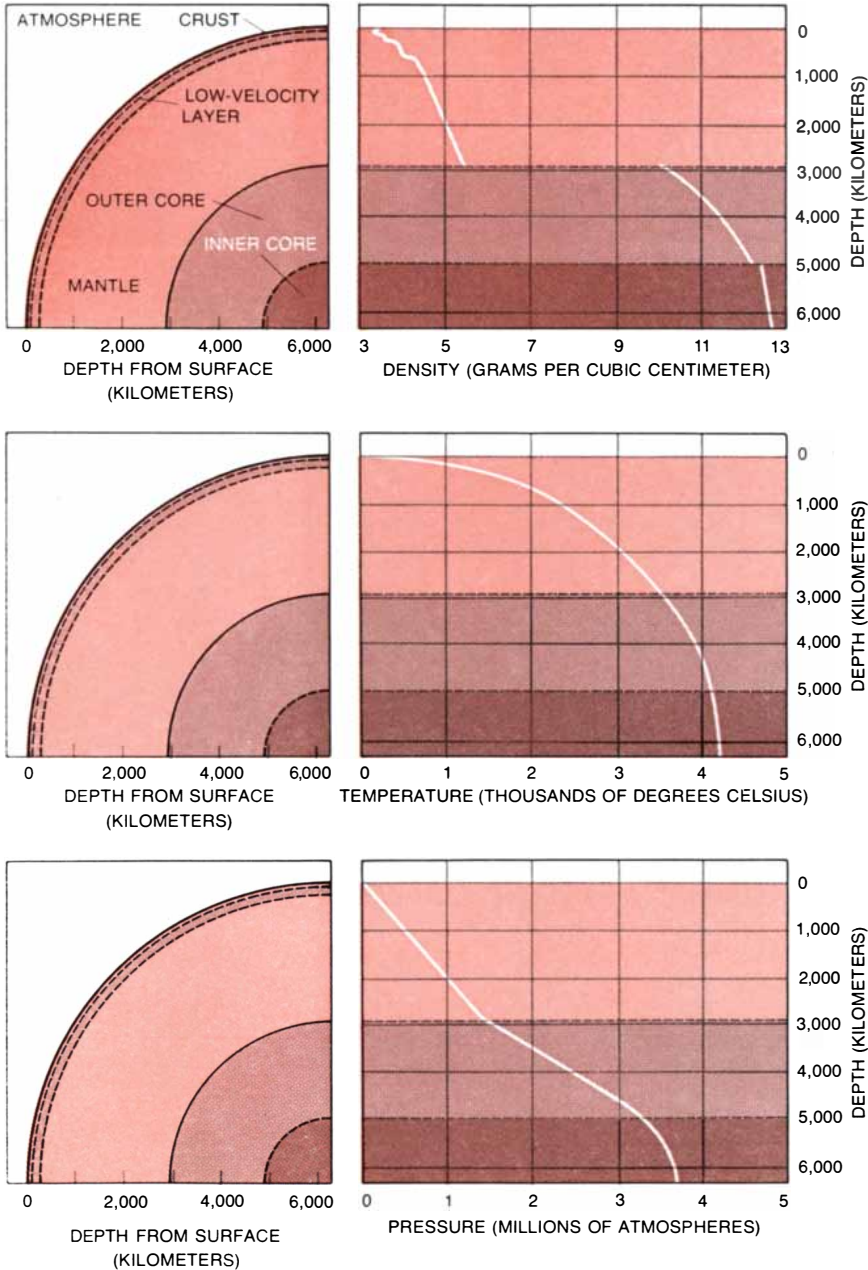 ATMOSPHERE CRUST
LOW-VELOCITY
LAYER
OUTER CORE
INNER CORE
MANTLE
0 2,000 4,000 6,000
DEPTH FROM SURFACE
(KILOMETERS)
0
1,000
2,000
3,000
4,000
5,000
6,000
DEPTH (KILOMETERS)
3 5 7 9 11 13
DENSITY (GRAMS PER CUBIC CENTIMETER)
0 2,000 4,000 6,000
DEPTH FROM SURFACE
(KILOMETERS)
0
1,000
2,000
3,000
4,000
5,000
6,000
DEPTH (KILOMETERS)
0 1 2 3 4 5
TEMPERATURE (THOUSANDS OF DEGREES CELSIUS)
0 2,000 4,000 6,000
DEPTH FROM SURFACE
(KILOMETERS)
0
1,000
2,000
3,000
4,000
5,000
6,000
DEPTH (KILOMETERS)
0 1 2 3 4 5
PRESSURE (MILLIONS OF ATMOSPHERES)